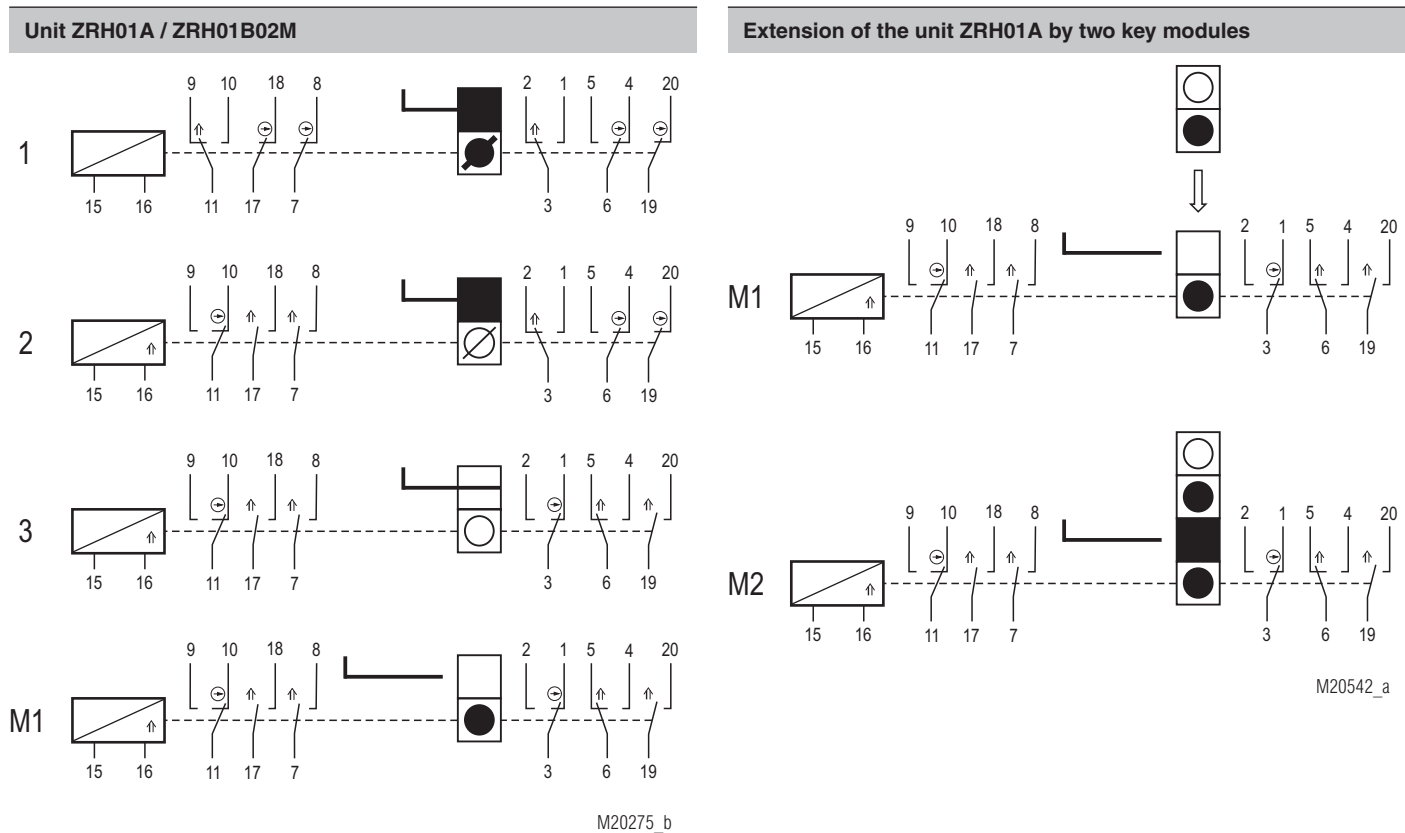 Unit ZRH01A / ZRH01B02M
9 10 18 8 2 1 5 4 20
1
15 16 11 17 7 3 6 19
9 10 18 8 2 1 5 4 20
2
15 16 11 17 7 3 6 19
9 10 18 8 2 1 5 4 20
3
15 16 11 17 7 3 6 19
9 10 18 8 2 1 5 4 20
M1
15 16 11 17 7 3 6 19
M20275_b
Extension of the unit ZRH01A by two key modules
9 10 18 8 2 1 5 4 20
M1
15 16 11 17 7 3 6 19
9 10 18 8 2 1 5 4 20
M2
15 16 11 17 7 3 6 19
M20542_a